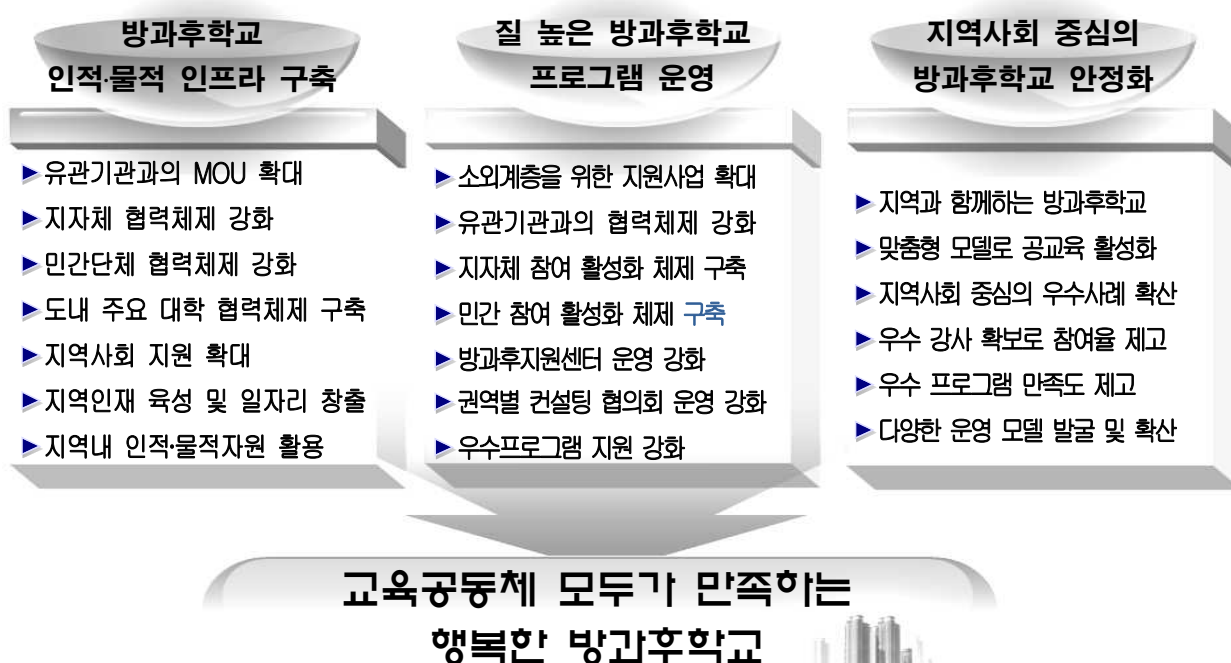 방과후학교
인적·물적 인프라 구축
▶유관기관과의 MOU 확대
▶지자체 협력체제 강화
▶민간단체 협력체제 강화
▶도내 주요 대학 협력체제 구축
▶지역사회 지원 확대
▶지역인재 육성 및 일자리 창출
▶지역내 인적·물적자원 활용
질 높은 방과후학교
프로그램 운영
▶소외계층을 위한 지원사업 확대
▶유관기관과의 협력체제 강화
▶지자체 참여 활성화 체제 구축
▶민간 참여 활성화 체제 구축
▶방과후지원센터 운영 강화
▶권역별 컨설팅 협의회 운영 강화
▶우수프로그램 지원 강화
지역사회 중심의
방과후학교 안정화
▶지역과 함께하는 방과후학교
▶맞춤형 모델로 공교육 활성화
▶지역사회 중심의 우수사례 확산
▶우수 강사 확보로 참여율 제고
▶우수 프로그램 만족도 제고
▶다양한 운영 모델 발굴 및 확산
교육공동체 모두가 만족하는
행복한 방과후학교